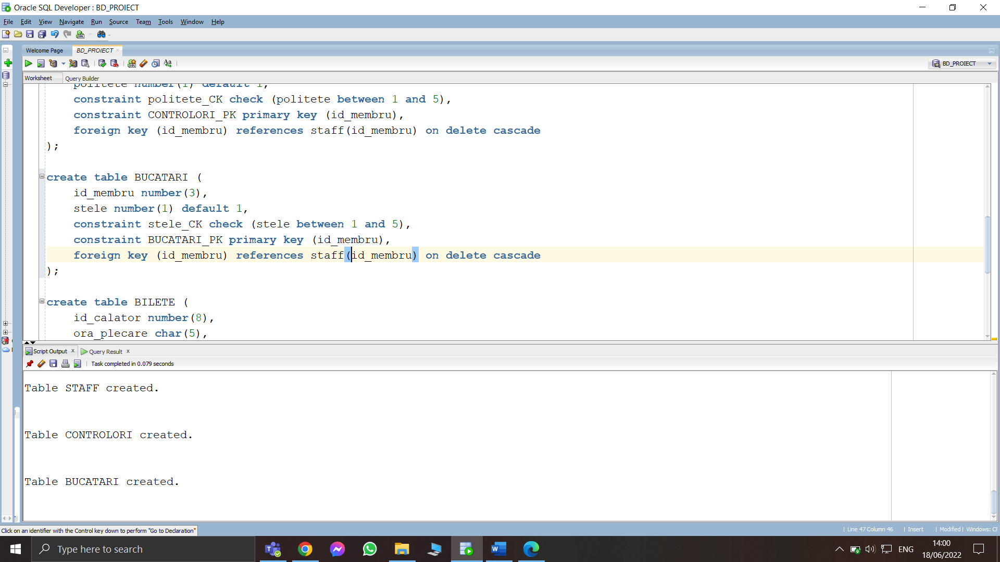 Oracle SQL Developer : BD_PROIECT
File Edit View Navigate Run Source Team Tools Window Help
Welcome Page BD_PROIECT
BD_PROIECT
Worksheet Query Builder
politete number(1) default 1,
constraint politete_CK check (politete between 1 and 5),
constraint CONTROLORI_PK primary key (id_membru),
foreign key (id_membru) references staff(id_membru) on delete cascade
);
create table BUCATARI (
id_membru number(3),
stele number(1) default 1,
constraint stele_CK check (stele between 1 and 5),
constraint BUCATARI_PK primary key (id_membru),
foreign key (id_membru) references staff(id_membru) on delete cascade
);
create table BILETE (
id_calator number(8),
ora_plecare char(5),
Script Output x Query Result x
Task completed in 0.079 seconds
Table STAFF created.
Table CONTROLORI created.
Table BUCATARI created.
Click on an identifier with the Control key down to perform "Go to Declaration"
Line 47 Column 46 | Insert | Modified | Windows: CF
Type here to search
ENG
14:00
18/06/2022